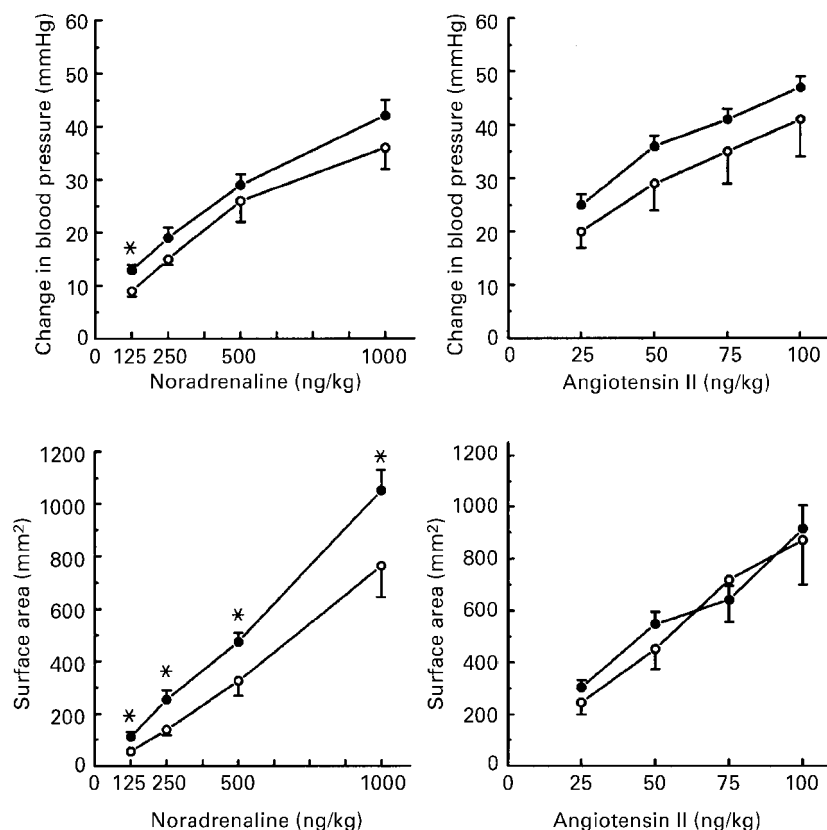 Change in blood pressure (mmHg)
60
50
40
30
20
10
0
*
0 125 250 500 1000
Noradrenaline (ng/kg)
Change in blood pressure (mmHg)
60
50
40
30
20
10
0
0 25 50 75 100
Angiotensin II (ng/kg)
Surface area (mm²)
1200
1000
800
600
400
200
0
* * * *
0 125 250 500 1000
Noradrenaline (ng/kg)
Surface area (mm²)
1200
1000
800
600
400
200
0
0 25 50 75 100
Angiotensin II (ng/kg)